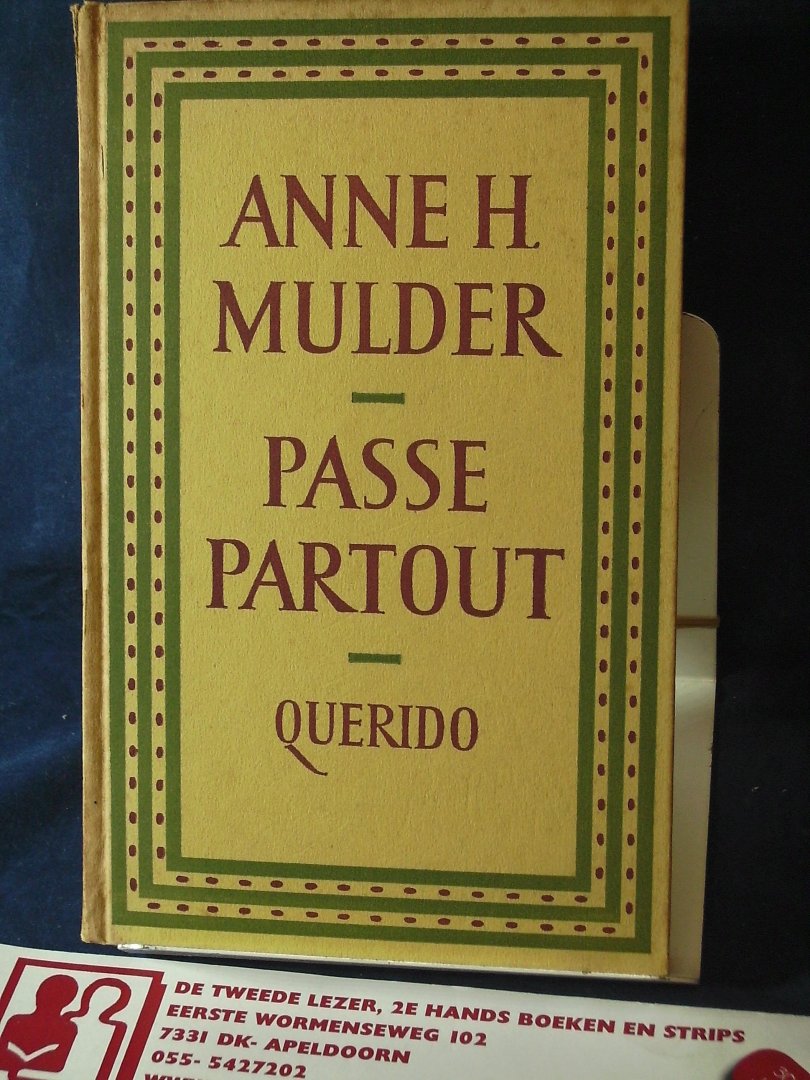 ANNE H.
MULDER
PASSE
PARTOUT
QUERIDO
DE TWEEDE LEZER, 2E HANDS BOEKEN EN STRIPS
EERSTE WORMENSEWEG 102
7331 DK- APELDOORN
055- 5427202